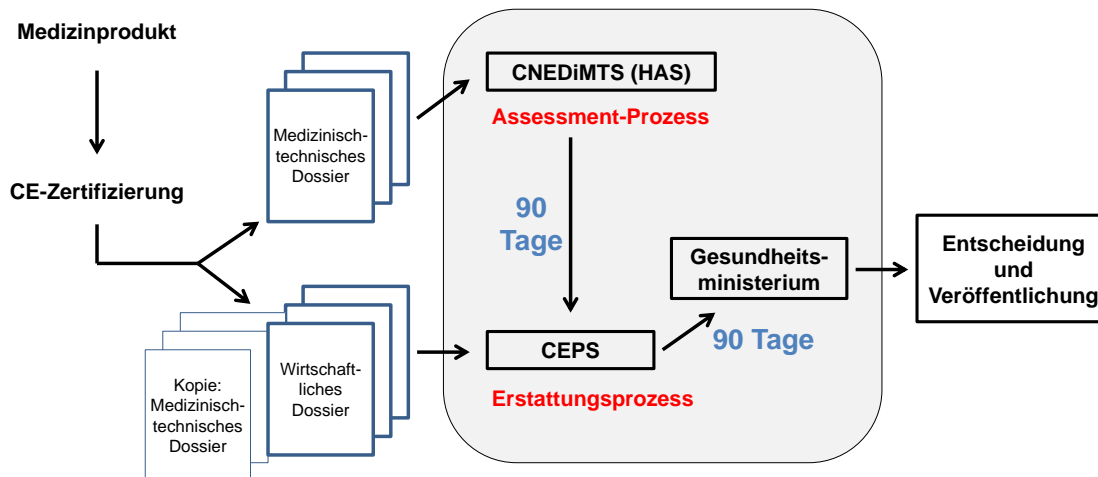 Medizinprodukt
CE-Zertifizierung
Medizinisch-
technisches
Dossier
Kopie:
Medizinisch-
technisches
Dossier
Wirtschaft-
liches
Dossier
CNEDiMTS (HAS)
Assessment-Prozess
90
Tage
CEPS
Erstattungsprozess
Gesundheits-
ministerium
90 Tage
Entscheidung
und
Veröffentlichung